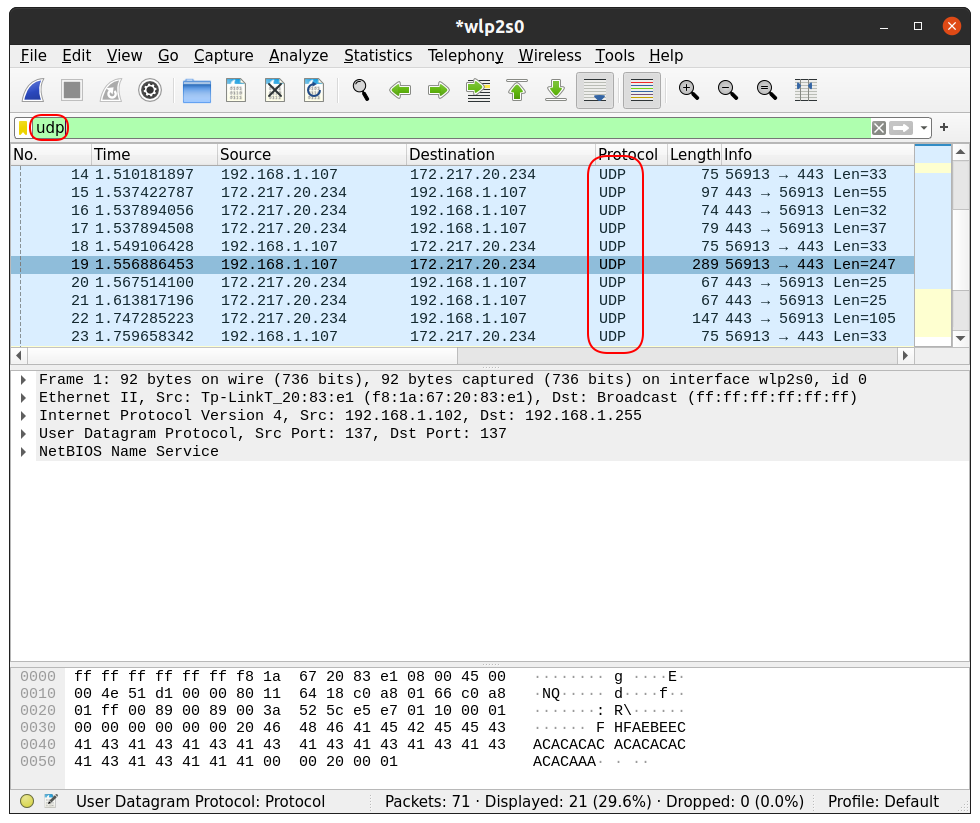 *wlp2s0
File Edit View Go Capture Analyze Statistics Telephony Wireless Tools Help
udp
No. Time Source Destination Protocol Length Info
14 1.510181897 192.168.1.107 172.217.20.234 UDP 75 56913 → 443 Len=33
15 1.537422787 172.217.20.234 192.168.1.107 UDP 97 443 → 56913 Len=55
16 1.537894056 172.217.20.234 192.168.1.107 UDP 74 443 → 56913 Len=32
17 1.537894508 172.217.20.234 192.168.1.107 UDP 79 443 → 56913 Len=37
18 1.549106428 192.168.1.107 172.217.20.234 UDP 75 56913 → 443 Len=33
19 1.556886453 192.168.1.107 172.217.20.234 UDP 289 56913 → 443 Len=247
20 1.567514100 172.217.20.234 192.168.1.107 UDP 67 443 → 56913 Len=25
21 1.613817196 172.217.20.234 192.168.1.107 UDP 67 443 → 56913 Len=25
22 1.747285223 172.217.20.234 192.168.1.107 UDP 147 443 → 56913 Len=105
23 1.759658342 192.168.1.107 172.217.20.234 UDP 75 56913 → 443 Len=33
Frame 1: 92 bytes on wire (736 bits), 92 bytes captured (736 bits) on interface wlp2s0, id 0
Ethernet II, Src: Tp-LinkT_20:83:e1 (f8:1a:67:20:83:e1), Dst: Broadcast (ff:ff:ff:ff:ff:ff)
Internet Protocol Version 4, Src: 192.168.1.102, Dst: 192.168.1.255
User Datagram Protocol, Src Port: 137, Dst Port: 137
NetBIOS Name Service
0000 ff ff ff ff ff ff f8 1a 67 20 83 e1 08 00 45 00 ········ g ····E·
0010 00 4e 51 d1 00 00 80 11 64 18 c0 a8 01 66 c0 a8 ·NQ····· d····f··
0020 01 ff 00 89 00 89 00 3a 52 5c e5 e7 01 10 00 01 ·······: R\······
0030 00 00 00 00 00 00 20 46 48 46 41 45 42 45 45 43 ······ F HFAEBEEC
0040 41 43 41 43 41 43 41 43 41 43 41 43 41 43 41 43 ACACACAC ACACACAC
0050 41 43 41 43 41 41 41 00 00 20 00 01 ACACAAA· · ··
User Datagram Protocol: Protocol Packets: 71 · Displayed: 21 (29.6%) · Dropped: 0 (0.0%) Profile: Default